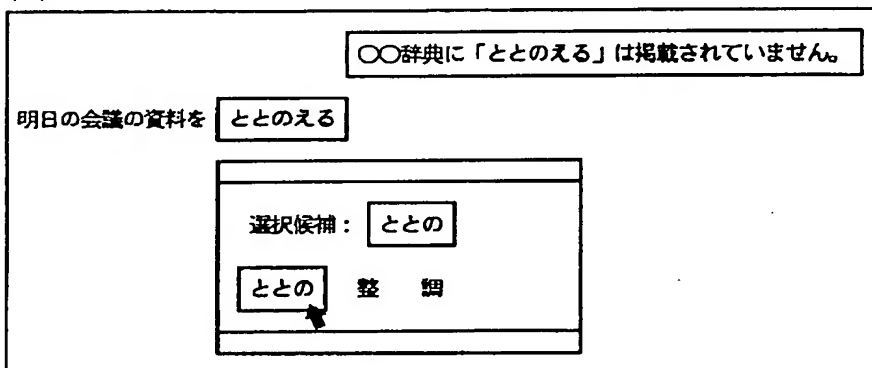 〇〇辞典に「ととのえる」は掲載されていません。
明日の会議の資料を ととのえる
選択候補： ととの
ととの 整 調